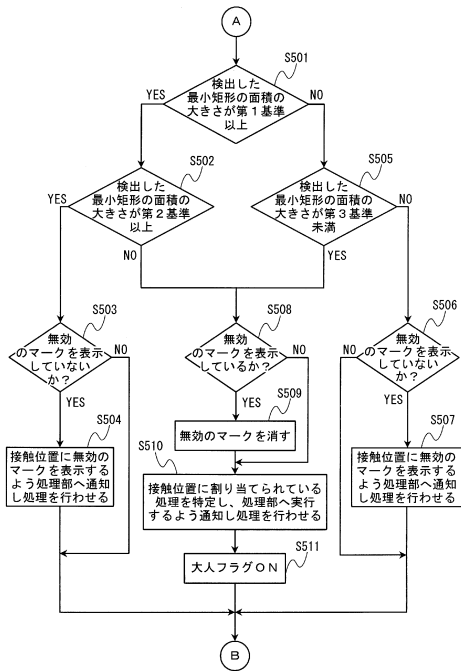 A
S501
検出した
最小矩形の面積の
大きさが第1基準
以上
YES
NO
S502
検出した
最小矩形の面積の
大きさが第2基準
以上
YES
NO
S505
検出した
最小矩形の面積の
大きさが第3基準
未満
NO
YES
S503
無効
のマークを表示
していない
か?
NO
YES
S508
無効
のマークを表示
しているか?
NO
YES
S506
無効
のマークを表示
していない
か?
NO
YES
S504
接触位置に無効の
マークを表示する
よう処理部へ通知
し処理を行わせる
S509
無効のマークを消す
S510
接触位置に割り当てられている
処理を特定し、処理部へ実行
するよう通知し処理を行わせる
S507
接触位置に無効の
マークを表示する
よう処理部へ通知
し処理を行わせる
S511
大人フラグON
B